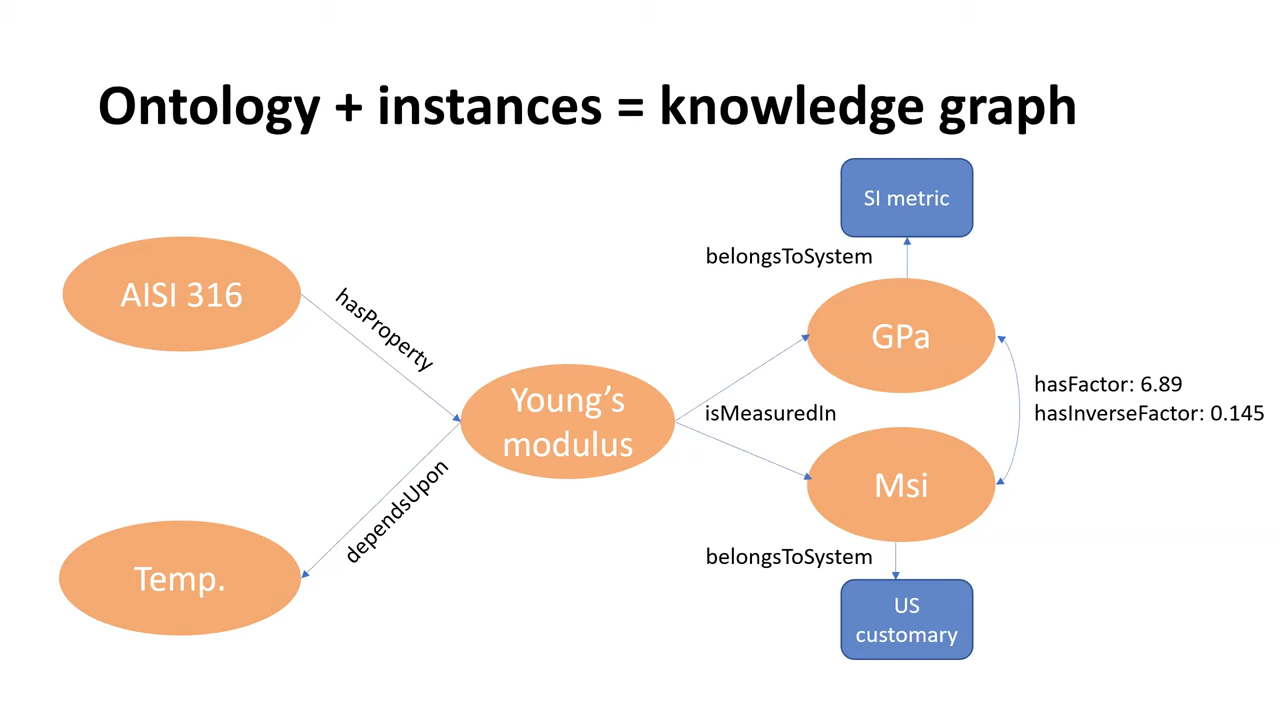 Ontology + instances = knowledge graph
SI metric
belongsToSystem
AISI 316
hasProperty
GPa
Young’s
modulus
isMeasuredIn
hasFactor: 6.89
hasInverseFactor: 0.145
Msi
dependsUpon
belongsToSystem
Temp.
US
customary